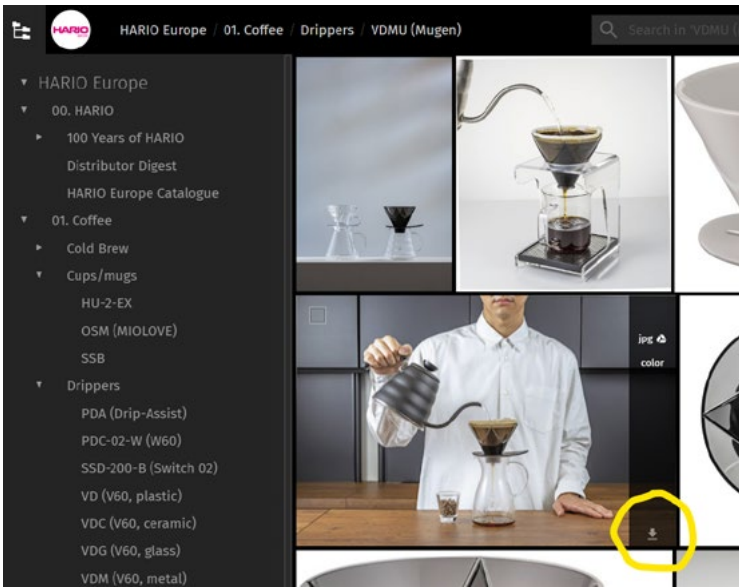 HARIO
HARIO Europe / 01. Coffee / Drippers / VDMU (Mugen)
Search in 'VDMU (
HARIO Europe
00. HARIO
100 Years of HARIO
Distributor Digest
HARIO Europe Catalogue
01. Coffee
Cold Brew
Cups/mugs
HU-2-EX
OSM (MIOLOVE)
SSB
Drippers
PDA (Drip-Assist)
PDC-02-W (W60)
SSD-200-B (Switch 02)
VD (V60, plastic)
VDC (V60, ceramic)
VDG (V60, glass)
VDM (V60, metal)
jpg
color